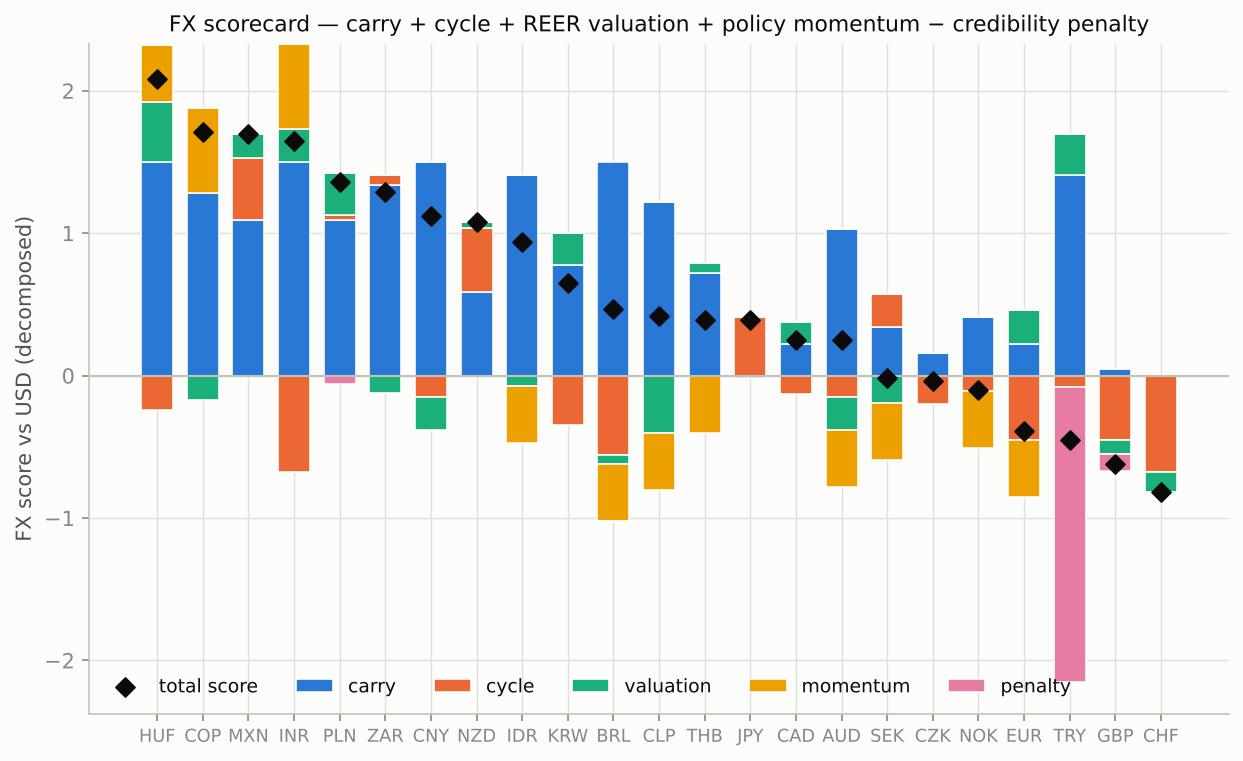 FX scorecard — carry + cycle + REER valuation + policy momentum − credibility penalty
FX score vs USD (decomposed)
2
1
0
−1
−2
total score carry cycle valuation momentum penalty
HUF COP MXN INR PLN ZAR CNY NZD IDR KRW BRL CLP THB JPY CAD AUD SEK CZK NOK EUR TRY GBP CHF